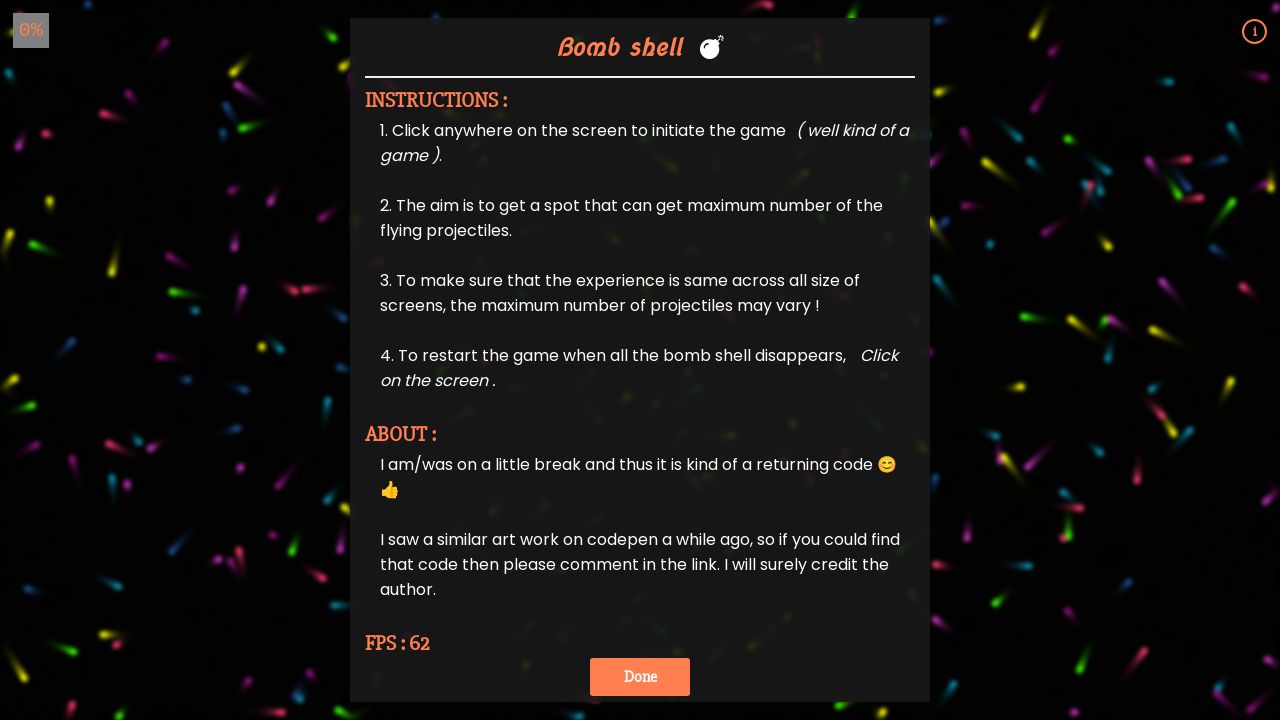 0%
i
Bomb shell 💣
INSTRUCTIONS :
1. Click anywhere on the screen to initiate the game ( well kind of a
game ).
2. The aim is to get a spot that can get maximum number of the
flying projectiles.
3. To make sure that the experience is same across all size of
screens, the maximum number of projectiles may vary !
4. To restart the game when all the bomb shell disappears, Click
on the screen .
ABOUT :
I am/was on a little break and thus it is kind of a returning code 😊
👍
I saw a similar art work on codepen a while ago, so if you could find
that code then please comment in the link. I will surely credit the
author.
FPS : 62
Done